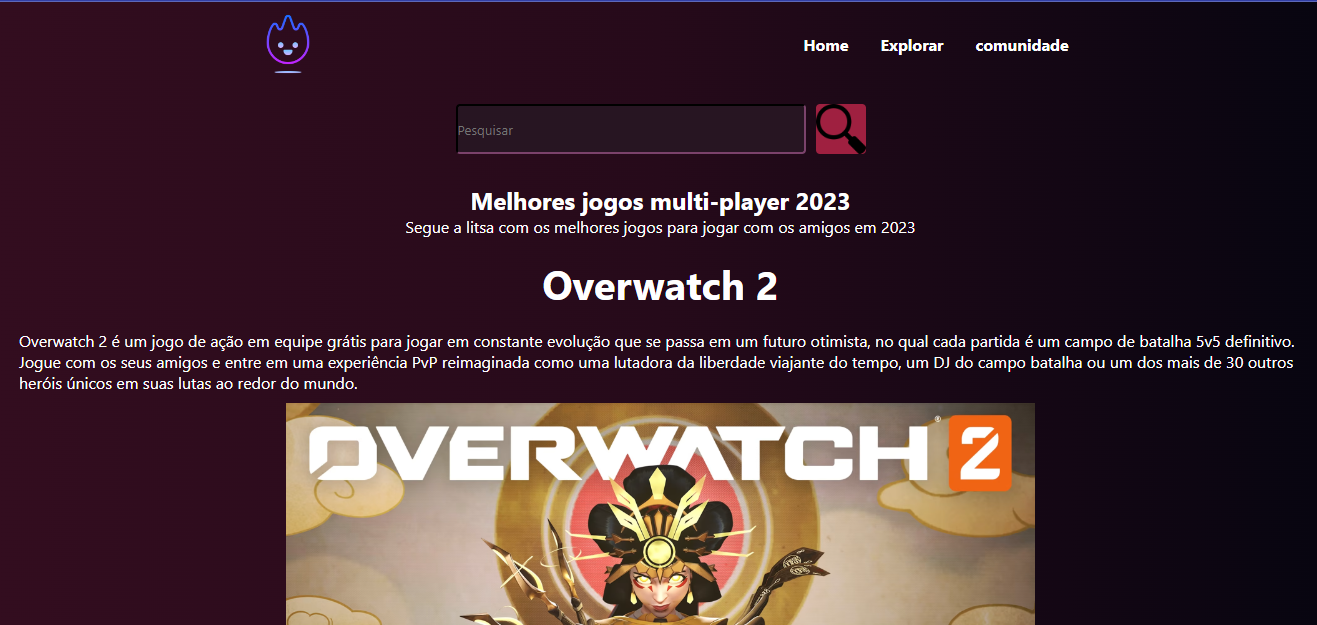 Home Explorar comunidade
Pesquisar
Melhores jogos multi-player 2023
Segue a litsa com os melhores jogos para jogar com os amigos em 2023
Overwatch 2
Overwatch 2 é um jogo de ação em equipe grátis para jogar em constante evolução que se passa em um futuro otimista, no qual cada partida é um campo de batalha 5v5 definitivo.
Jogue com os seus amigos e entre em uma experiência PvP reimaginada como uma lutadora da liberdade viajante do tempo, um DJ do campo batalha ou um dos mais de 30 outros
heróis únicos em suas lutas ao redor do mundo.
OVERWATCH® 2